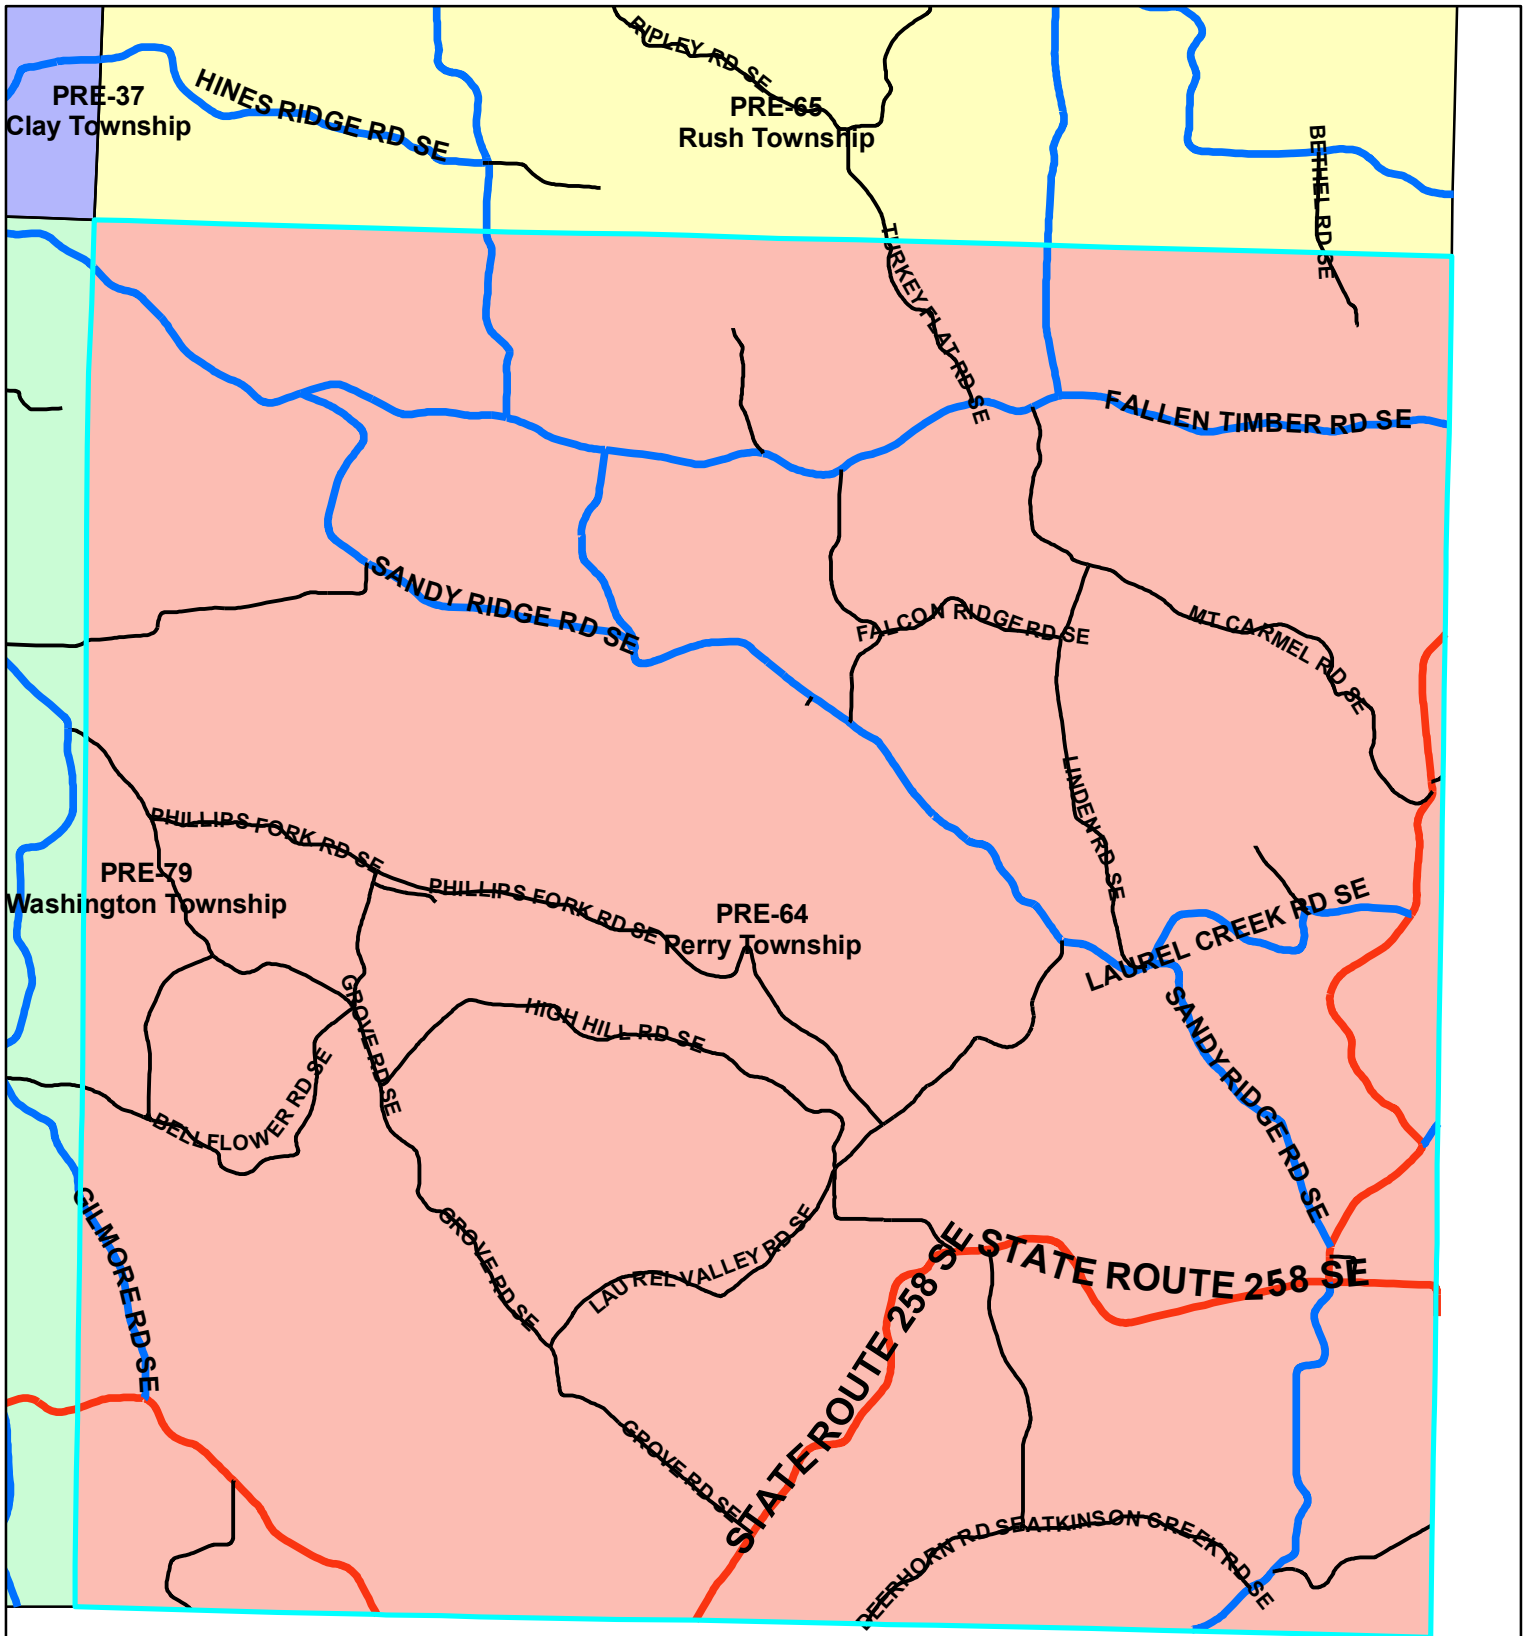 RIPLEY RD SE
PRE-37
Clay Township
HINES RIDGE RD SE
PRE-65
Rush Township
BETHEL RD SE
TURKEY FLAT RD SE
FALLEN TIMBER RD SE
SANDY RIDGE RD SE
FALCON RIDGE RD SE
MT CARMEL RD SE
LINDEN RD SE
PHILLIPS FORK RD SE
PRE-79
Washington Township
PHILLIPS FORK RD SE
PRE-64
Perry Township
LAUREL CREEK RD SE
GROVE RD SE
HIGH HILL RD SE
SANDY RIDGE RD SE
BELLFLOWER RD SE
GILMORE RD SE
GROVE RD SE
LAUREL VALLEY RD SE
STATE ROUTE 258 SE
STATE ROUTE 258 SE
GROVE RD SE
DEERHORN RD SE
ATKINSON CREEK RD SE